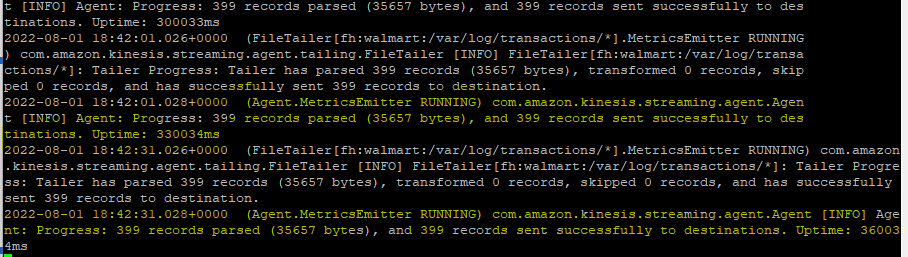 t [INFO] Agent: Progress: 399 records parsed (35657 bytes), and 399 records sent successfully to des
tinations. Uptime: 300033ms
2022-08-01 18:42:01.026+0000  (FileTailer[fh:walmart:/var/log/transactions/*].MetricsEmitter RUNNING
) com.amazon.kinesis.streaming.agent.tailing.FileTailer [INFO] FileTailer[fh:walmart:/var/log/transa
ctions/*]: Tailer Progress: Tailer has parsed 399 records (35657 bytes), transformed 0 records, skip
ped 0 records, and has successfully sent 399 records to destination.
2022-08-01 18:42:01.028+0000  (Agent.MetricsEmitter RUNNING) com.amazon.kinesis.streaming.agent.Agen
t [INFO] Agent: Progress: 399 records parsed (35657 bytes), and 399 records sent successfully to des
tinations. Uptime: 330034ms
2022-08-01 18:42:31.026+0000  (FileTailer[fh:walmart:/var/log/transactions/*].MetricsEmitter RUNNING) com.amazon
.kinesis.streaming.agent.tailing.FileTailer [INFO] FileTailer[fh:walmart:/var/log/transactions/*]: Tailer Progre
ss: Tailer has parsed 399 records (35657 bytes), transformed 0 records, skipped 0 records, and has successfully
sent 399 records to destination.
2022-08-01 18:42:31.028+0000  (Agent.MetricsEmitter RUNNING) com.amazon.kinesis.streaming.agent.Agent [INFO] Age
nt: Progress: 399 records parsed (35657 bytes), and 399 records sent successfully to destinations. Uptime: 36003
4ms